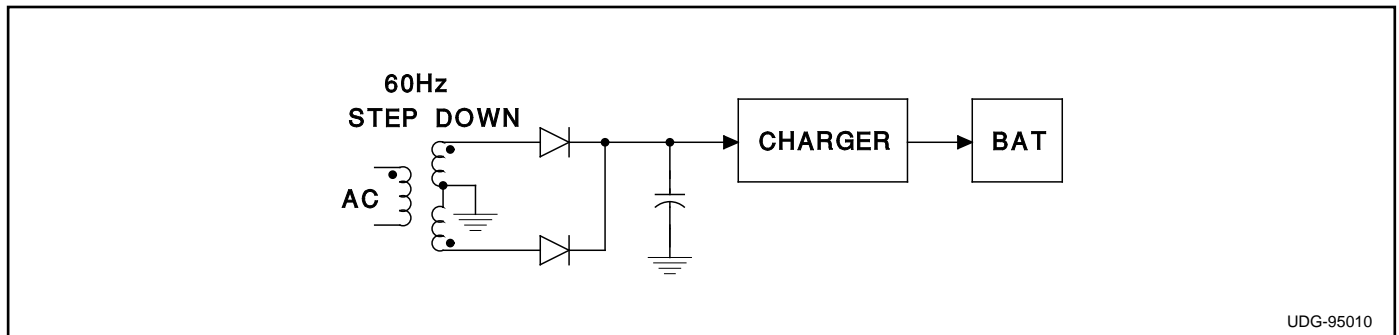 60Hz
STEP DOWN
AC
CHARGER
BAT
UDG-95010